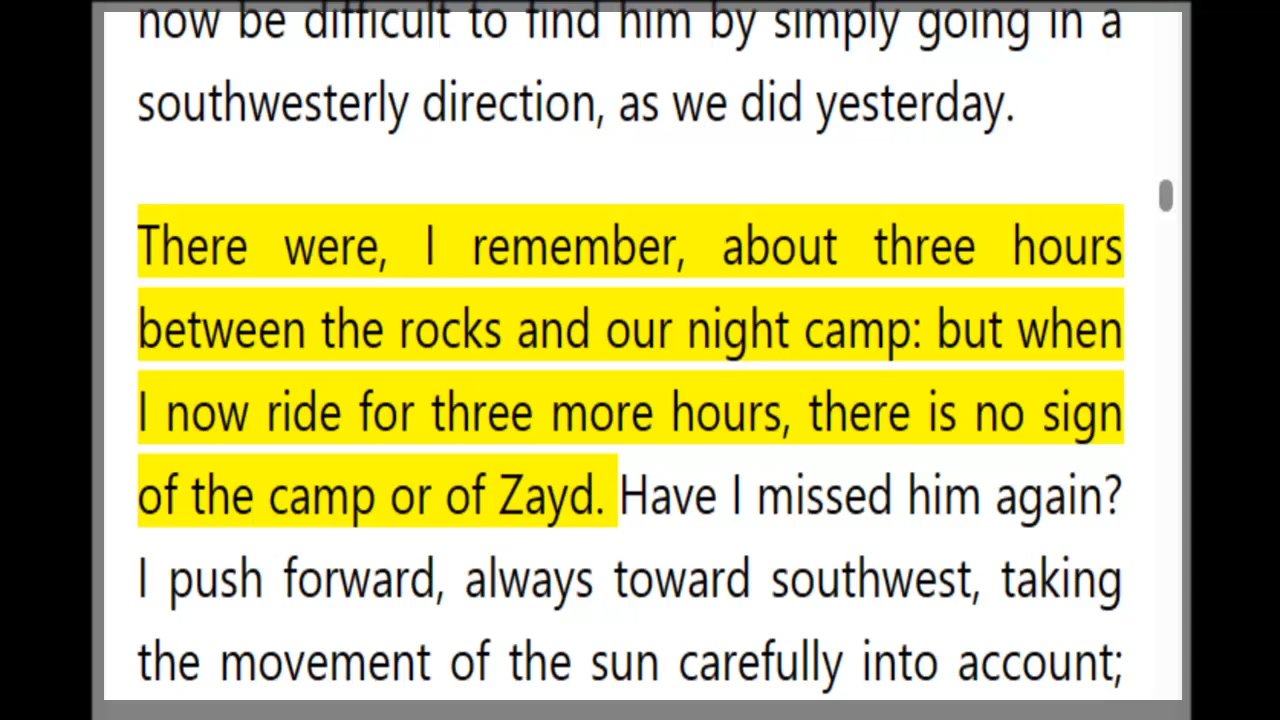 now be difficult to find him by simply going in a
southwesterly direction, as we did yesterday.
There were, I remember, about three hours
between the rocks and our night camp: but when
I now ride for three more hours, there is no sign
of the camp or of Zayd. Have I missed him again?
I push forward, always toward southwest, taking
the movement of the sun carefully into account;